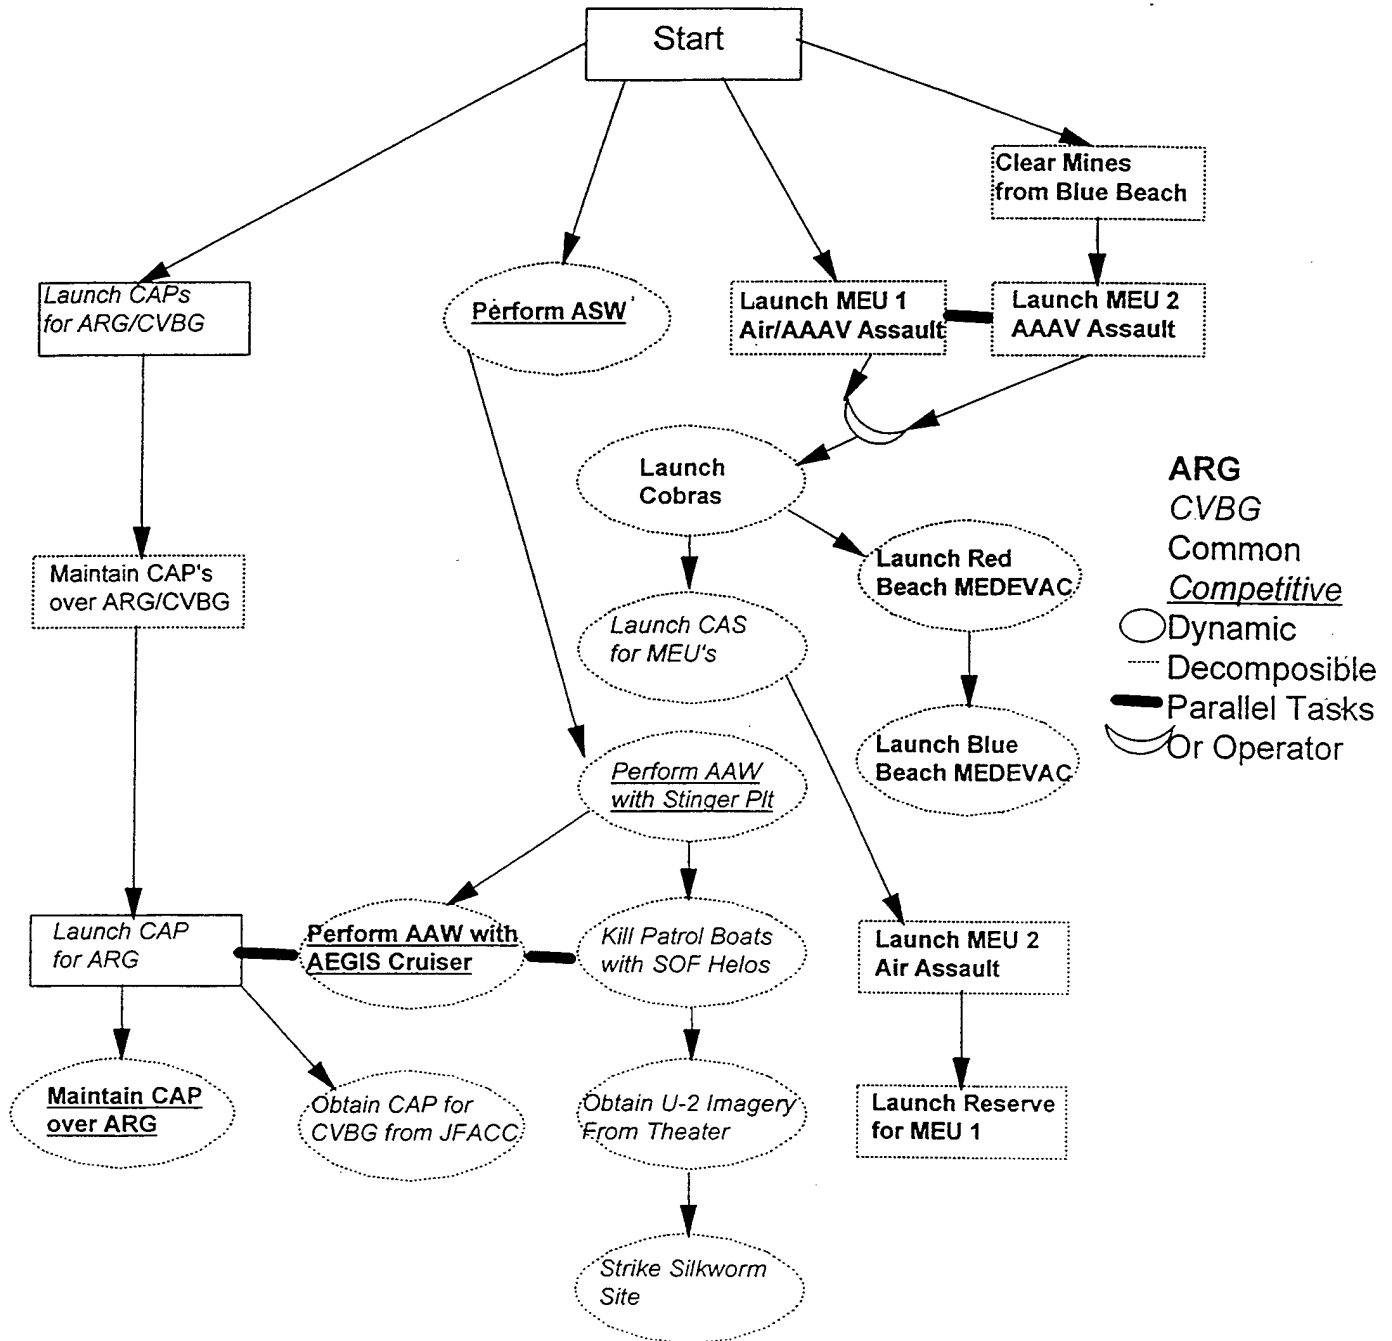 Start
Clear Mines
from Blue Beach
Launch CAPs
for ARG/CVBG
Perform ASW
Launch MEU 1
Air/AAAV Assault
Launch MEU 2
AAAV Assault
Launch
Cobras
ARG
CVBG
Common
Competitive
Dynamic
Decomposible
Parallel Tasks
Or Operator
Maintain CAP's
over ARG/CVBG
Launch Red
Beach MEDEVAC
Launch CAS
for MEU's
Launch Blue
Beach MEDEVAC
Perform AAW
with Stinger Plt
Launch CAP
for ARG
Perform AAW with
AEGIS Cruiser
Kill Patrol Boats
with SOF Helos
Launch MEU 2
Air Assault
Maintain CAP
over ARG
Obtain CAP for
CVBG from JFACC
Obtain U-2 Imagery
From Theater
Launch Reserve
for MEU 1
Strike Silkworm
Site